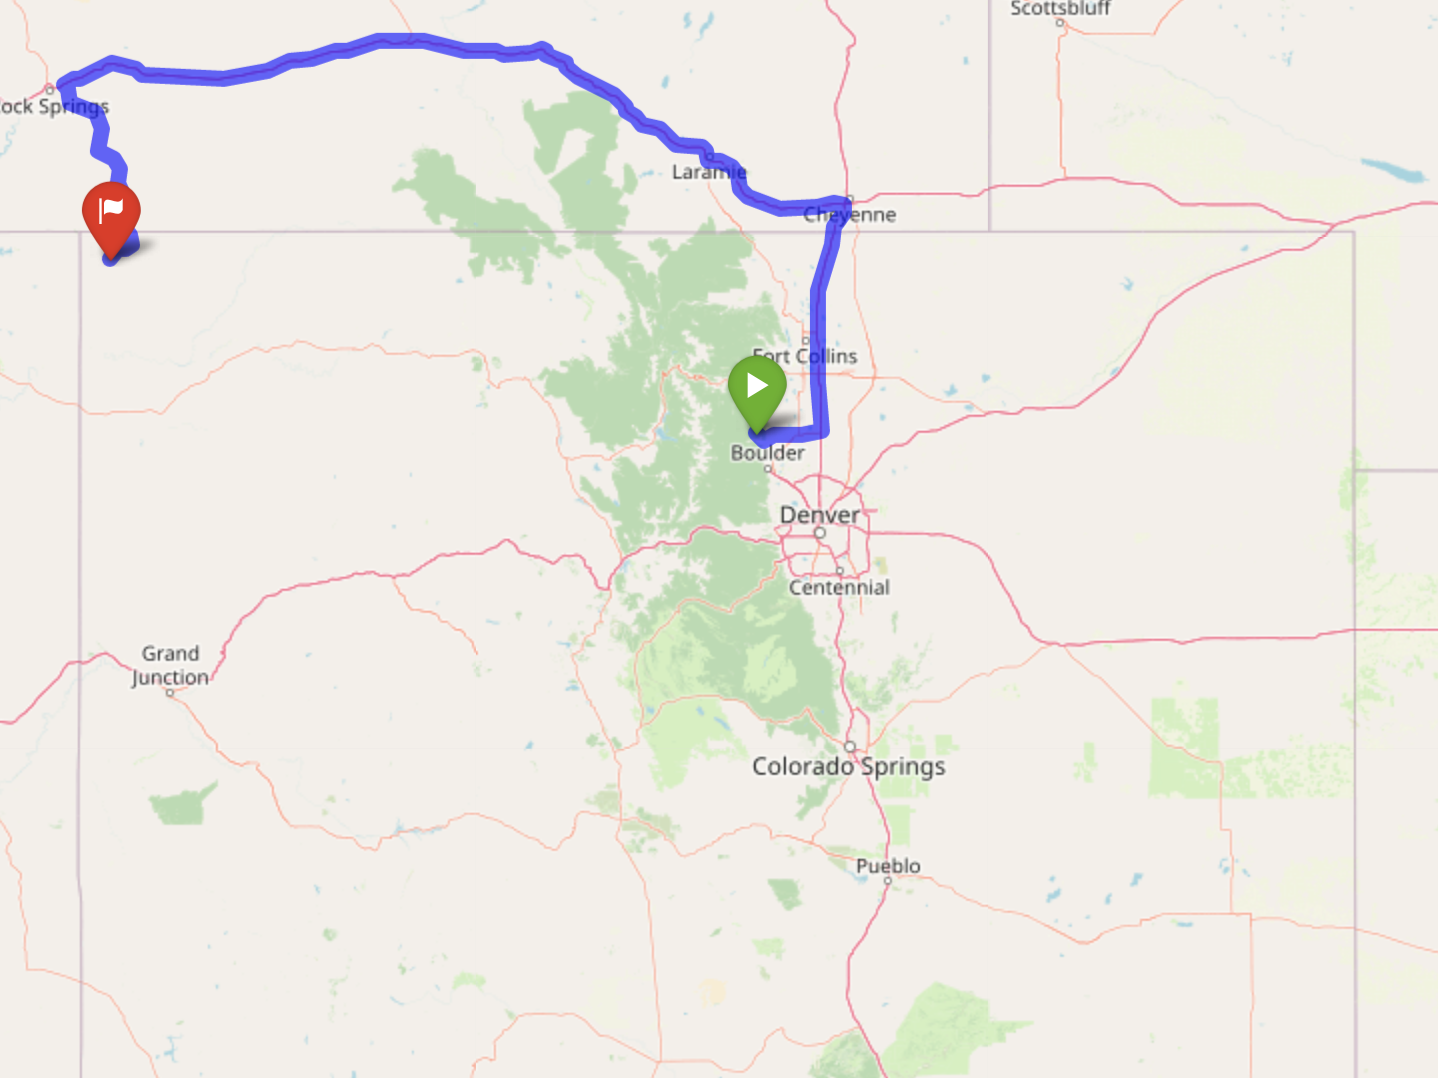 Scottsbluff
ock Springs
Laramie
Cheyenne
Fort Collins
Boulder
Denver
Centennial
Grand
Junction
Colorado Springs
Pueblo